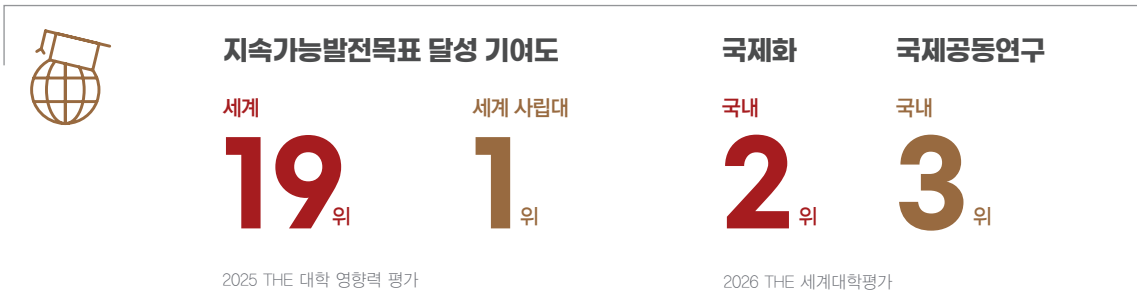 지속가능발전목표 달성 기여도
세계
19위
세계 사립대
1위
2025 THE 대학 영향력 평가
국제화
국내
2위
국제공동연구
국내
3위
2026 THE 세계대학평가